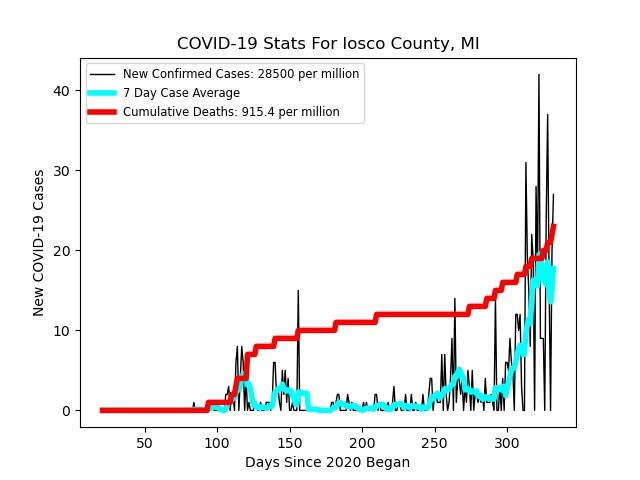 COVID-19 Stats For Iosco County, MI
New Confirmed Cases: 28500 per million
7 Day Case Average
Cumulative Deaths: 915.4 per million
New COVID-19 Cases
40
30
20
10
0
50 100 150 200 250 300
Days Since 2020 Began